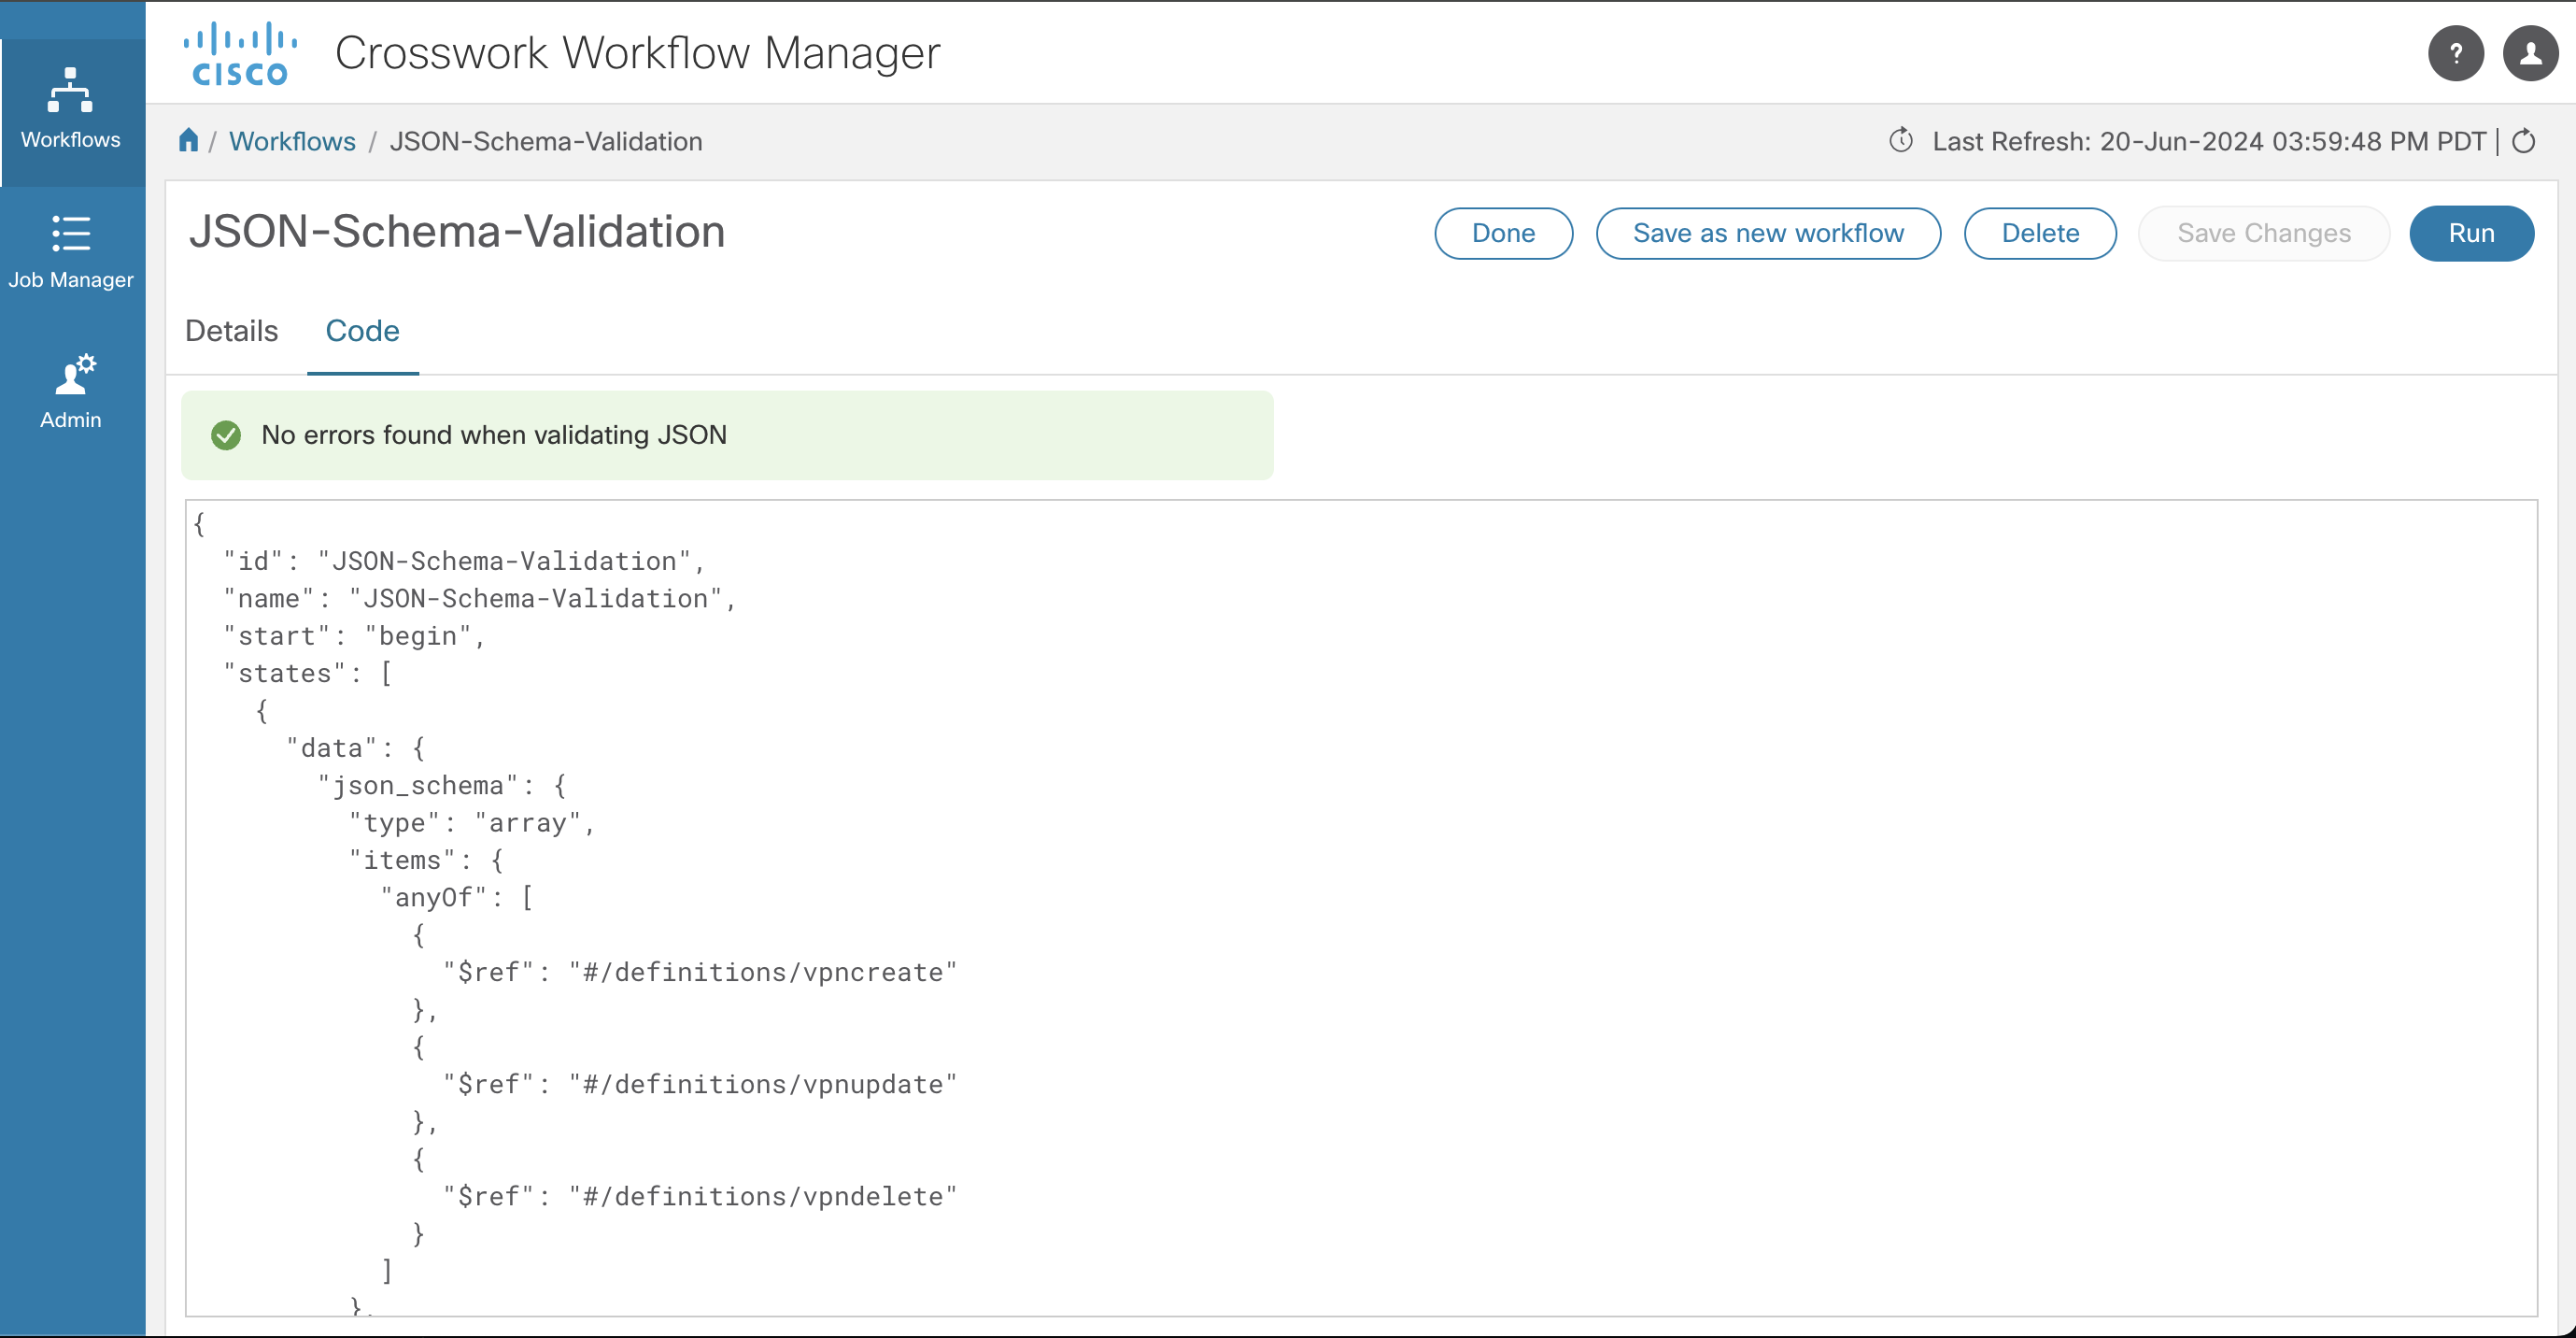 CISCO
Crosswork Workflow Manager
?
Workflows
Job Manager
Admin
/ Workflows / JSON-Schema-Validation
Last Refresh: 20-Jun-2024 03:59:48 PM PDT |
JSON-Schema-Validation
Done
Save as new workflow
Delete
Save Changes
Run
Details
Code
No errors found when validating JSON
{
"id": "JSON-Schema-Validation",
"name": "JSON-Schema-Validation",
"start": "begin",
"states": [
{
"data": {
"json_schema": {
"type": "array",
"items": {
"anyOf": [
{
"$ref": "#/definitions/vpncreate"
},
{
"$ref": "#/definitions/vpnupdate"
},
{
"$ref": "#/definitions/vpndelete"
}
]
},